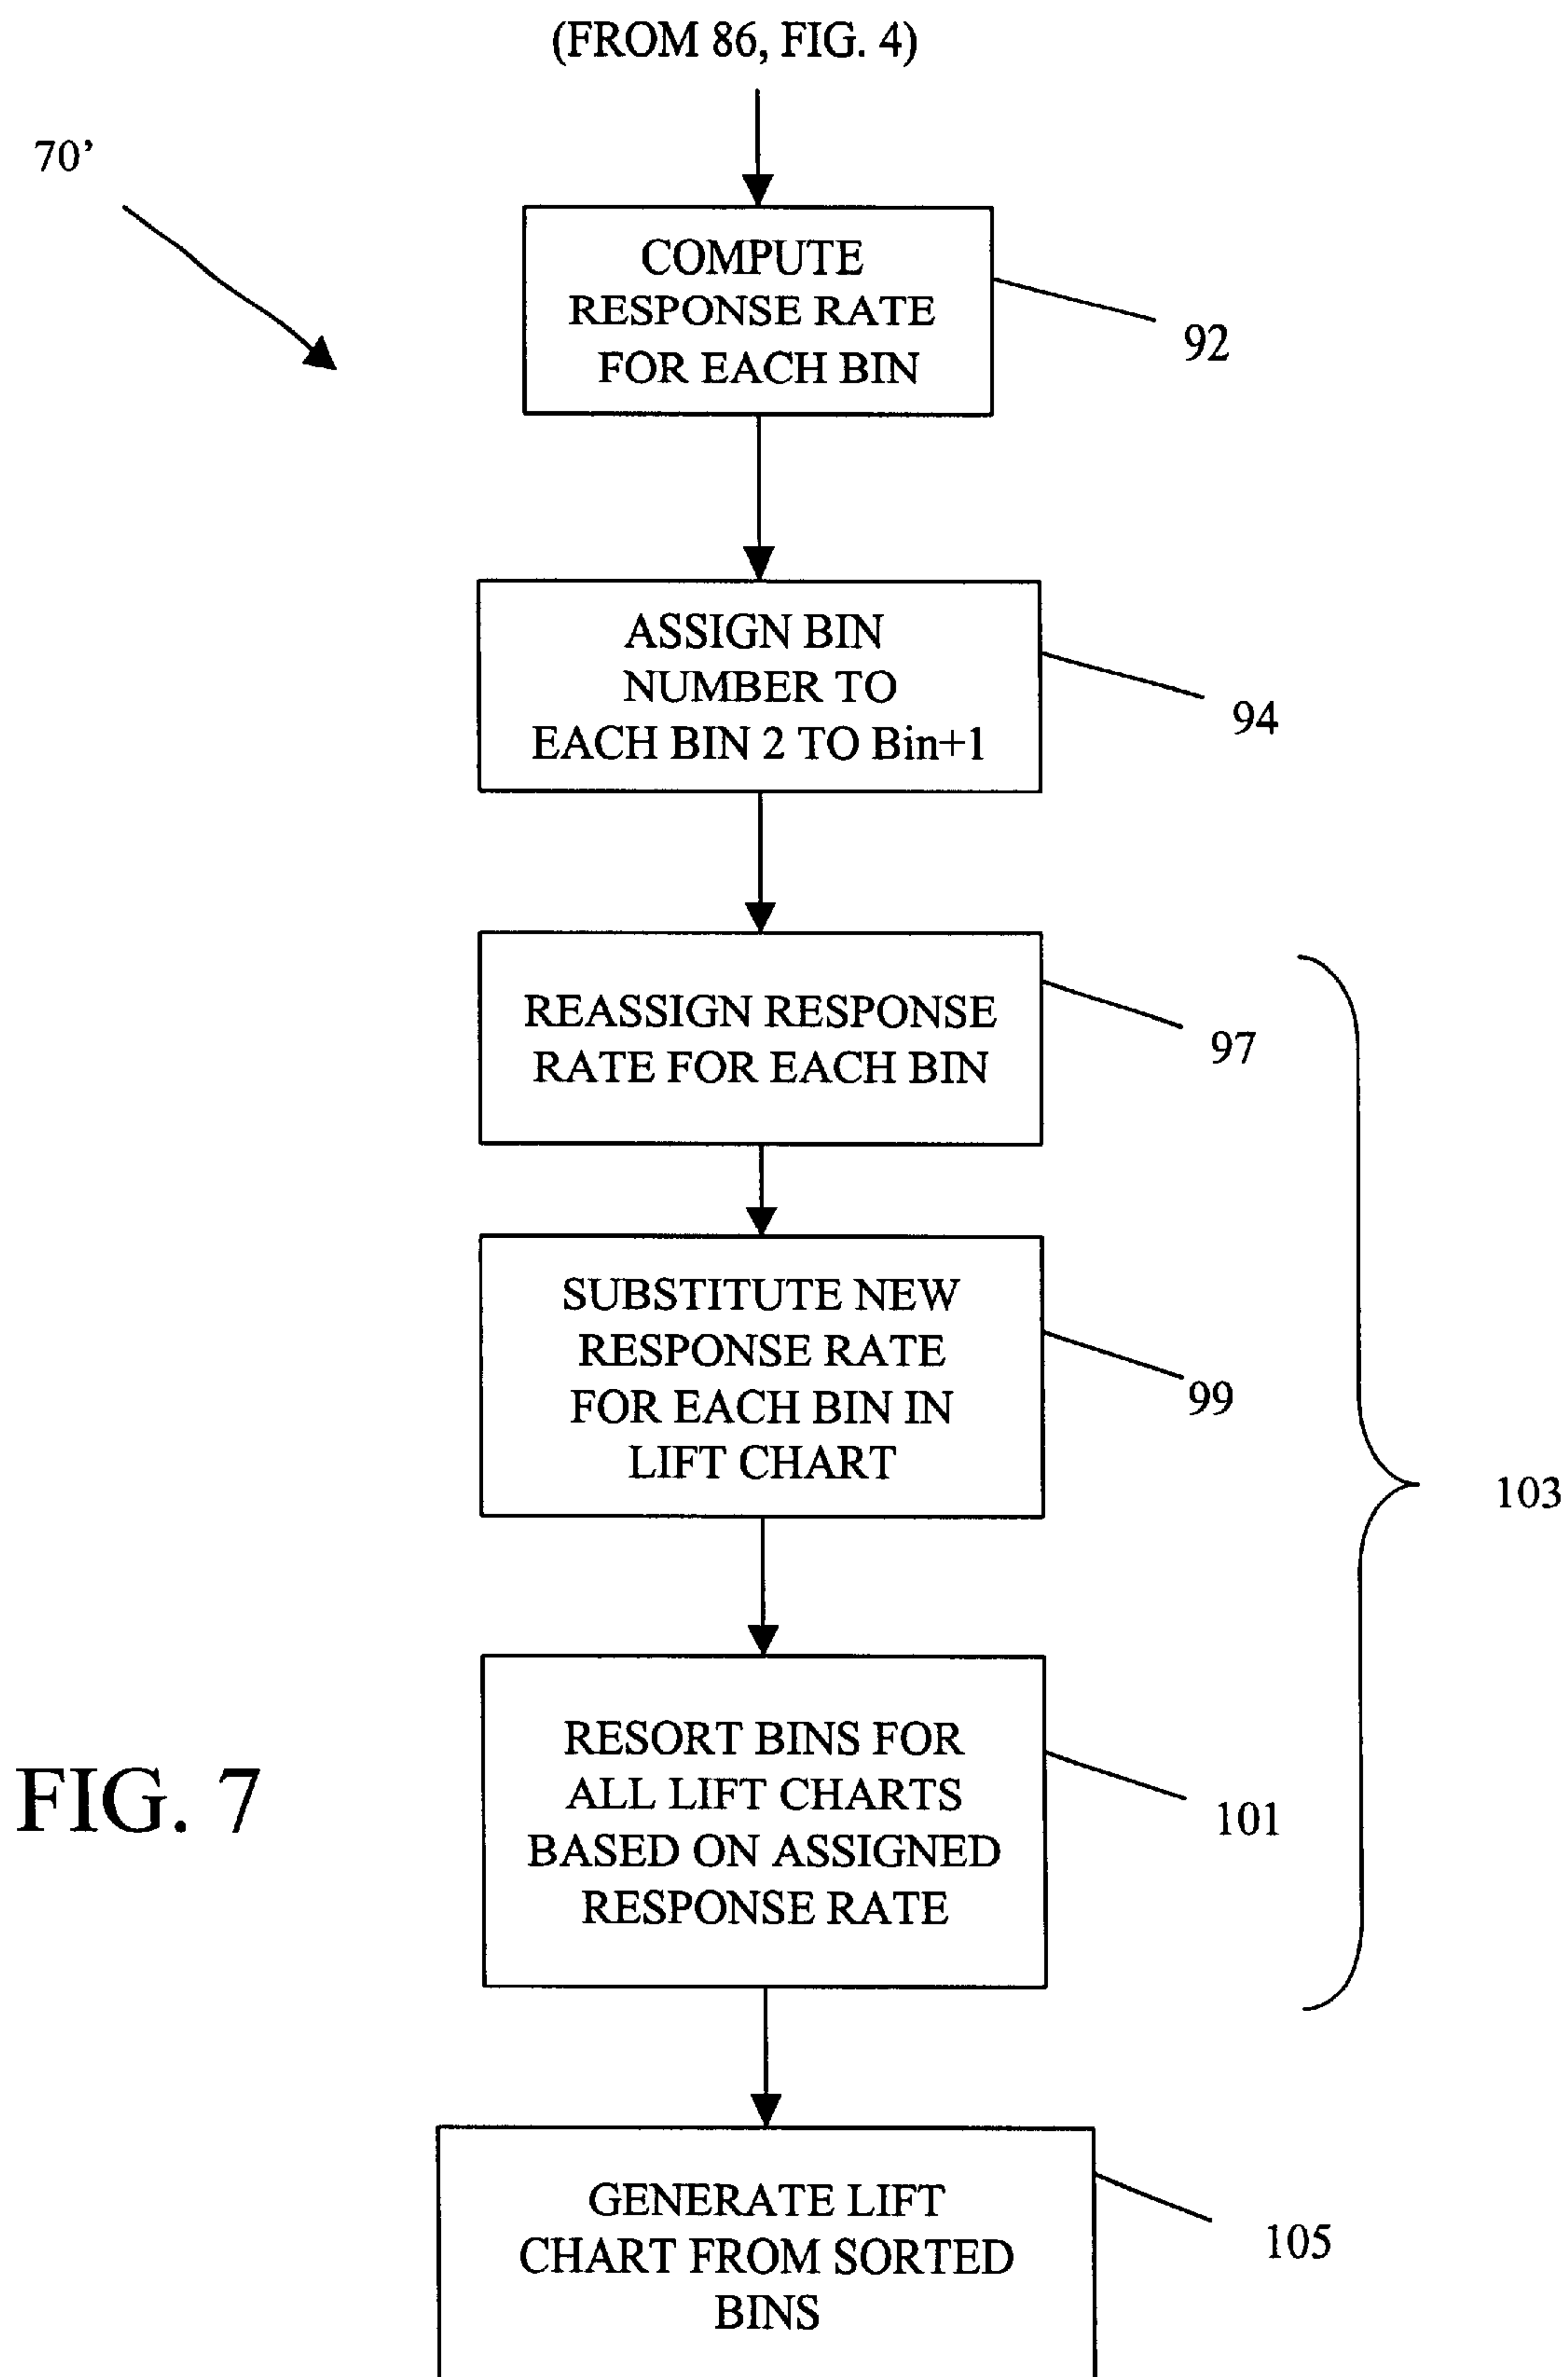 (FROM 86, FIG. 4)
70’
COMPUTE
RESPONSE RATE
FOR EACH BIN
92
ASSIGN BIN
NUMBER TO
EACH BIN 2 TO Bin+1
94
REASSIGN RESPONSE
RATE FOR EACH BIN
97
SUBSTITUTE NEW
RESPONSE RATE
FOR EACH BIN IN
LIFT CHART
99
103
RESORT BINS FOR
ALL LIFT CHARTS
BASED ON ASSIGNED
RESPONSE RATE
101
FIG. 7
GENERATE LIFT
CHART FROM SORTED
BINS
105